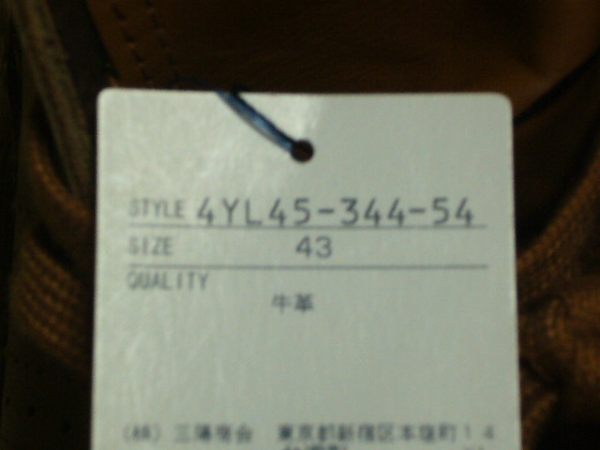 STYLE 4YL45-344-54
SIZE 43
QUALITY
牛革
(株) 三陽商会 東京都新宿区本塩町14